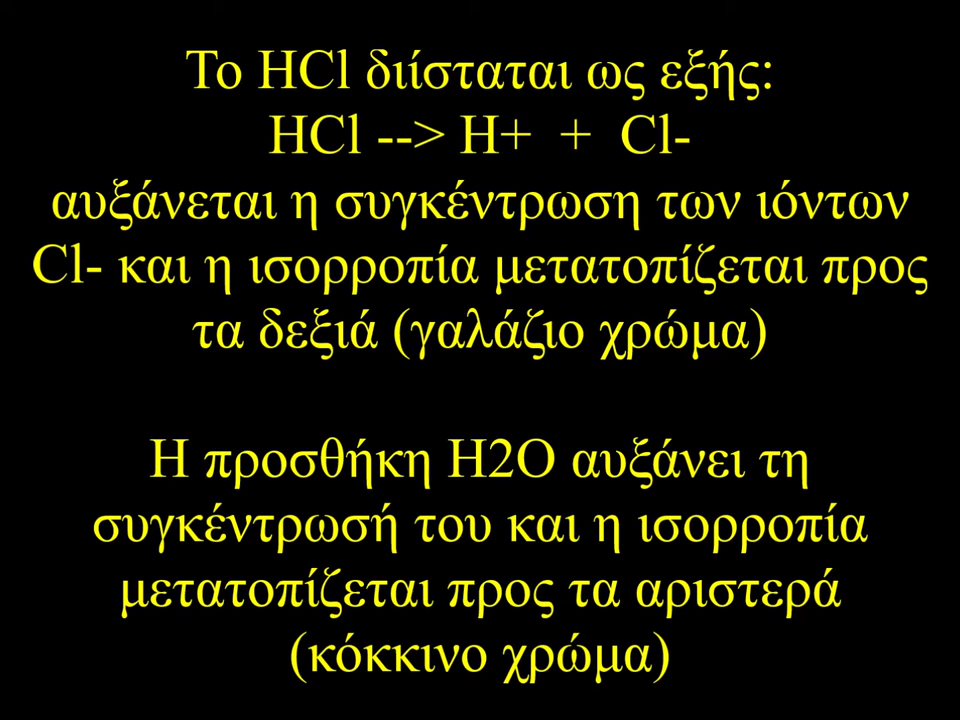 Το HCl διίσταται ως εξής:
HCl --> H+ + Cl-
αυξάνεται η συγκέντρωση των ιόντων
Cl- και η ισορροπία μετατοπίζεται προς
τα δεξιά (γαλάζιο χρώμα)
Η προσθήκη H2O αυξάνει τη
συγκέντρωσή του και η ισορροπία
μετατοπίζεται προς τα αριστερά
(κόκκινο χρώμα)